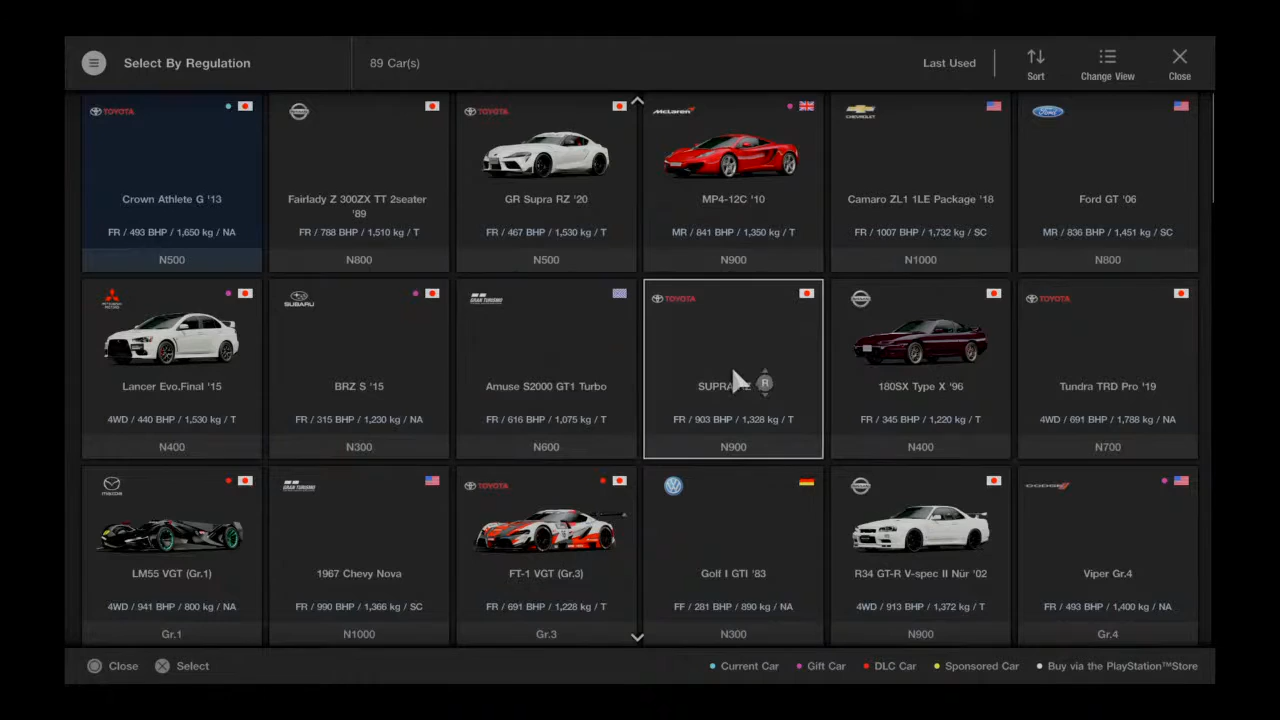 Select By Regulation
89 Car(s)
Last Used
Sort
Change View
Close
TOYOTA
Crown Athlete G '13
FR / 493 BHP / 1,650 kg / NA
N500
Fairlady Z 300ZX TT 2seater
'89
FR / 788 BHP / 1,510 kg / T
N800
TOYOTA
GR Supra RZ '20
FR / 467 BHP / 1,530 kg / T
N500
McLaren
MP4-12C '10
MR / 841 BHP / 1,350 kg / T
N900
CHEVROLET
Camaro ZL1 1LE Package '18
FR / 1007 BHP / 1,732 kg / SC
N1000
Ford
Ford GT '06
MR / 836 BHP / 1,451 kg / SC
N800
Lancer Evo.Final '15
4WD / 440 BHP / 1,530 kg / T
N400
SUBARU
BRZ S '15
FR / 315 BHP / 1,230 kg / NA
N300
GRAN TURISMO
Amuse S2000 GT1 Turbo
FR / 616 BHP / 1,075 kg / T
N600
TOYOTA
SUPRA
R
FR / 903 BHP / 1,328 kg / T
N900
180SX Type X '96
FR / 345 BHP / 1,220 kg / T
N400
TOYOTA
Tundra TRD Pro '19
4WD / 691 BHP / 1,788 kg / NA
N700
LM55 VGT (Gr.1)
4WD / 941 BHP / 800 kg / NA
Gr.1
GRAN TURISMO
1967 Chevy Nova
FR / 990 BHP / 1,366 kg / SC
N1000
TOYOTA
FT-1 VGT (Gr.3)
FR / 691 BHP / 1,228 kg / T
Gr.3
Golf I GTI '83
FF / 281 BHP / 890 kg / NA
N300
R34 GT-R V-spec II Nür '02
4WD / 913 BHP / 1,372 kg / T
N900
DODGE
Viper Gr.4
FR / 493 BHP / 1,400 kg / NA
Gr.4
Close
Select
Current Car
Gift Car
DLC Car
Sponsored Car
Buy via the PlayStation™Store